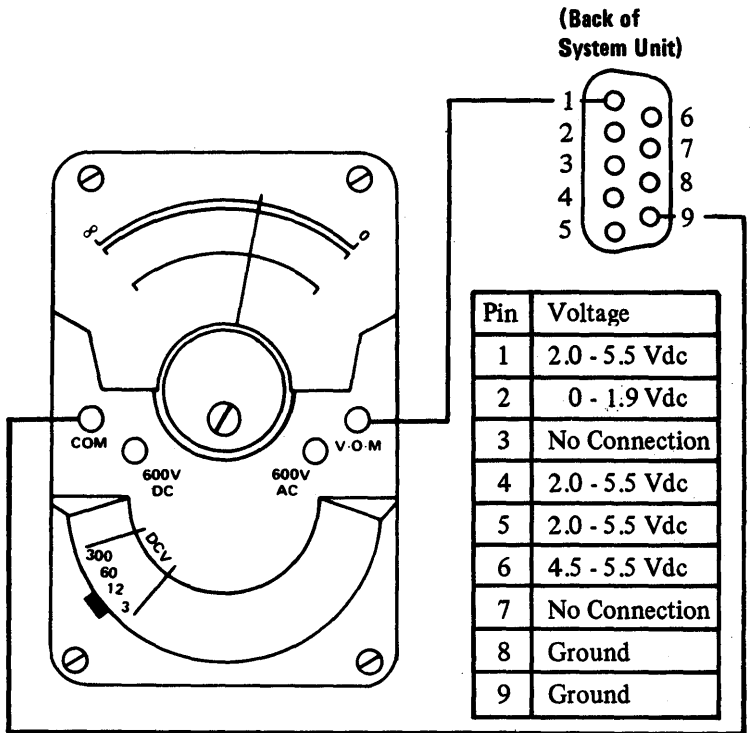 (Back of
System Unit)
1
2
3
4
5
6
7
8
9
∞
0
COM
V·O·M
600V
DC
600V
AC
DCV
300
60
12
3
Pin Voltage
1 2.0 - 5.5 Vdc
2 0 - 1.9 Vdc
3 No Connection
4 2.0 - 5.5 Vdc
5 2.0 - 5.5 Vdc
6 4.5 - 5.5 Vdc
7 No Connection
8 Ground
9 Ground